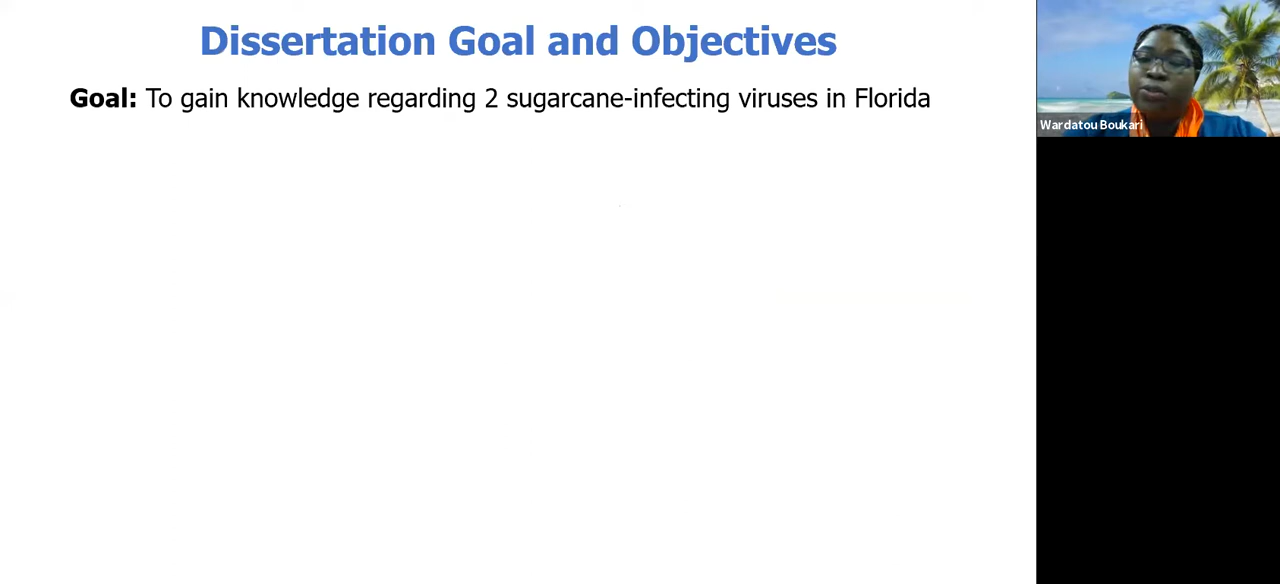 Dissertation Goal and Objectives
Goal: To gain knowledge regarding 2 sugarcane-infecting viruses in Florida
Wardatou Boukari